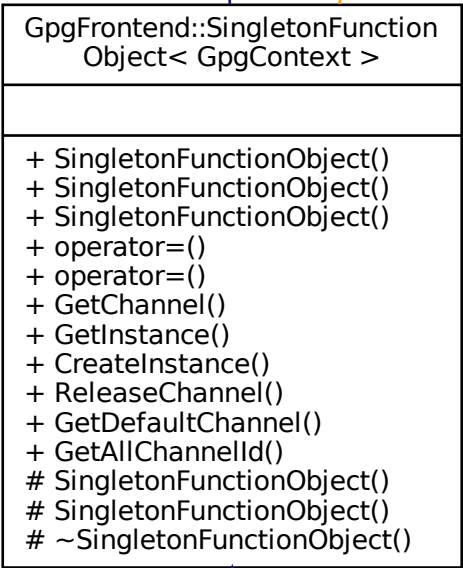 GpgFrontend::SingletonFunction
Object< GpgContext >
+ SingletonFunctionObject()
+ SingletonFunctionObject()
+ SingletonFunctionObject()
+ operator=()
+ operator=()
+ GetChannel()
+ GetInstance()
+ CreateInstance()
+ ReleaseChannel()
+ GetDefaultChannel()
+ GetAllChannelId()
# SingletonFunctionObject()
# SingletonFunctionObject()
# ~SingletonFunctionObject()